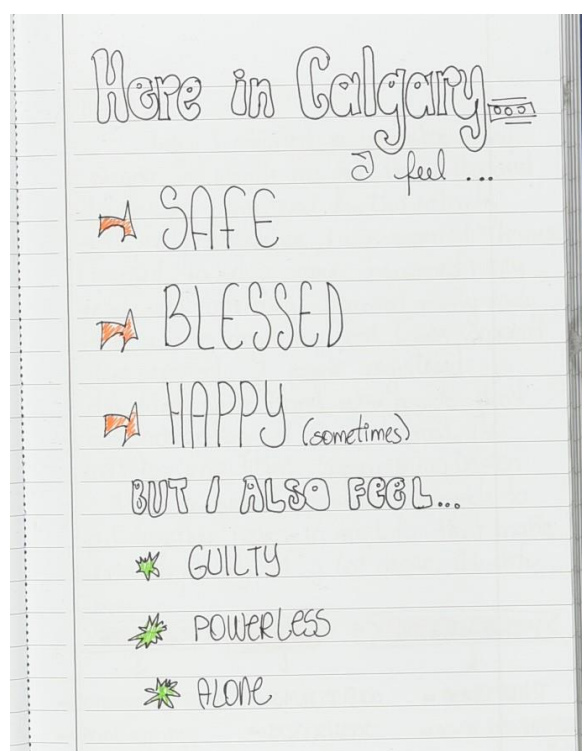 Here in Calgary...
I feel ...
SAFE
BLESSED
HAPPY (sometimes)
BUT I ALSO FEEL...
GUILTY
POWERLESS
ALONE